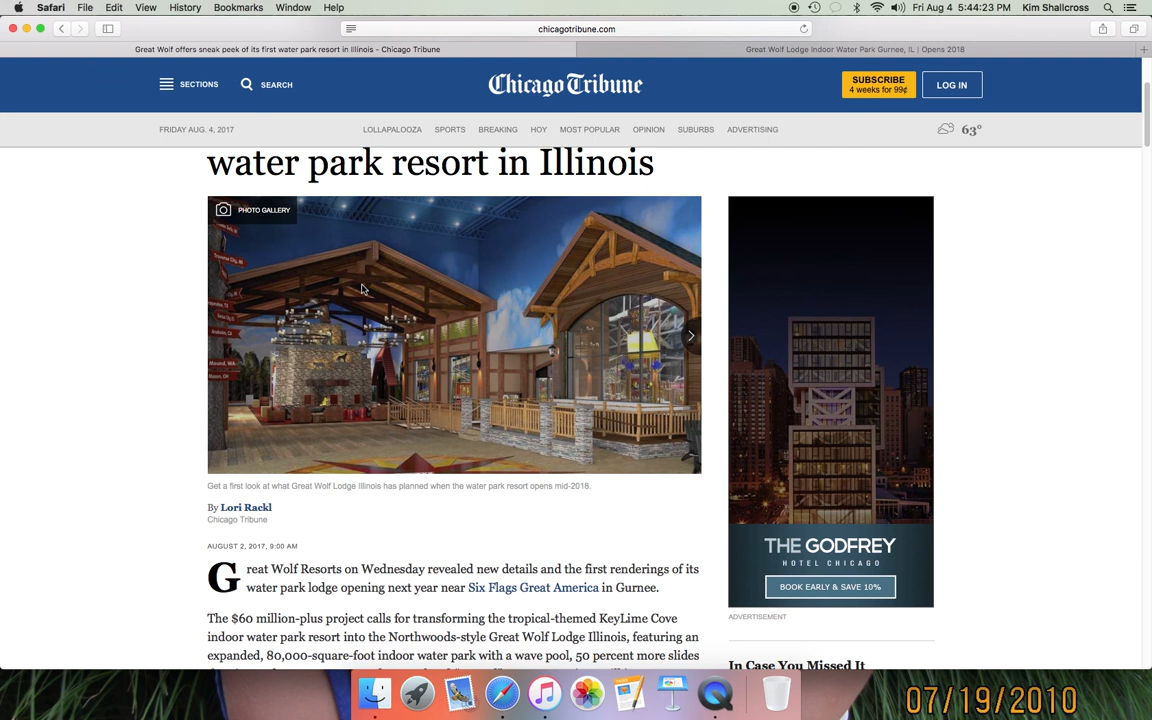 Safari File Edit View History Bookmarks Window Help Fri Aug 4 5:44:23 PM Kim Shallcross
chicagotribune.com
Great Wolf offers sneak peek of its first water park resort in Illinois - Chicago Tribune
Great Wolf Lodge Indoor Water Park Gurnee, IL | Opens 2018
SECTIONS SEARCH Chicago Tribune SUBSCRIBE
4 weeks for 99¢
LOG IN
FRIDAY AUG. 4, 2017 LOLLAPALOOZA SPORTS BREAKING HOY MOST POPULAR OPINION SUBURBS ADVERTISING 63°
water park resort in Illinois
PHOTO GALLERY
Get a first look at what Great Wolf Lodge Illinois has planned when the water park resort opens mid-2018.
By Lori Rackl
Chicago Tribune
AUGUST 2, 2017, 9:00 AM
Great Wolf Resorts on Wednesday revealed new details and the first renderings of its
water park lodge opening next year near Six Flags Great America in Gurnee.
The $60 million-plus project calls for transforming the tropical-themed KeyLime Cove
indoor water park resort into the Northwoods-style Great Wolf Lodge Illinois, featuring an
expanded, 80,000-square-foot indoor water park with a wave pool, 50 percent more slides
THE GODFREY
HOTEL CHICAGO
BOOK EARLY & SAVE 10%
ADVERTISEMENT
In Case You Missed It
07/19/2010